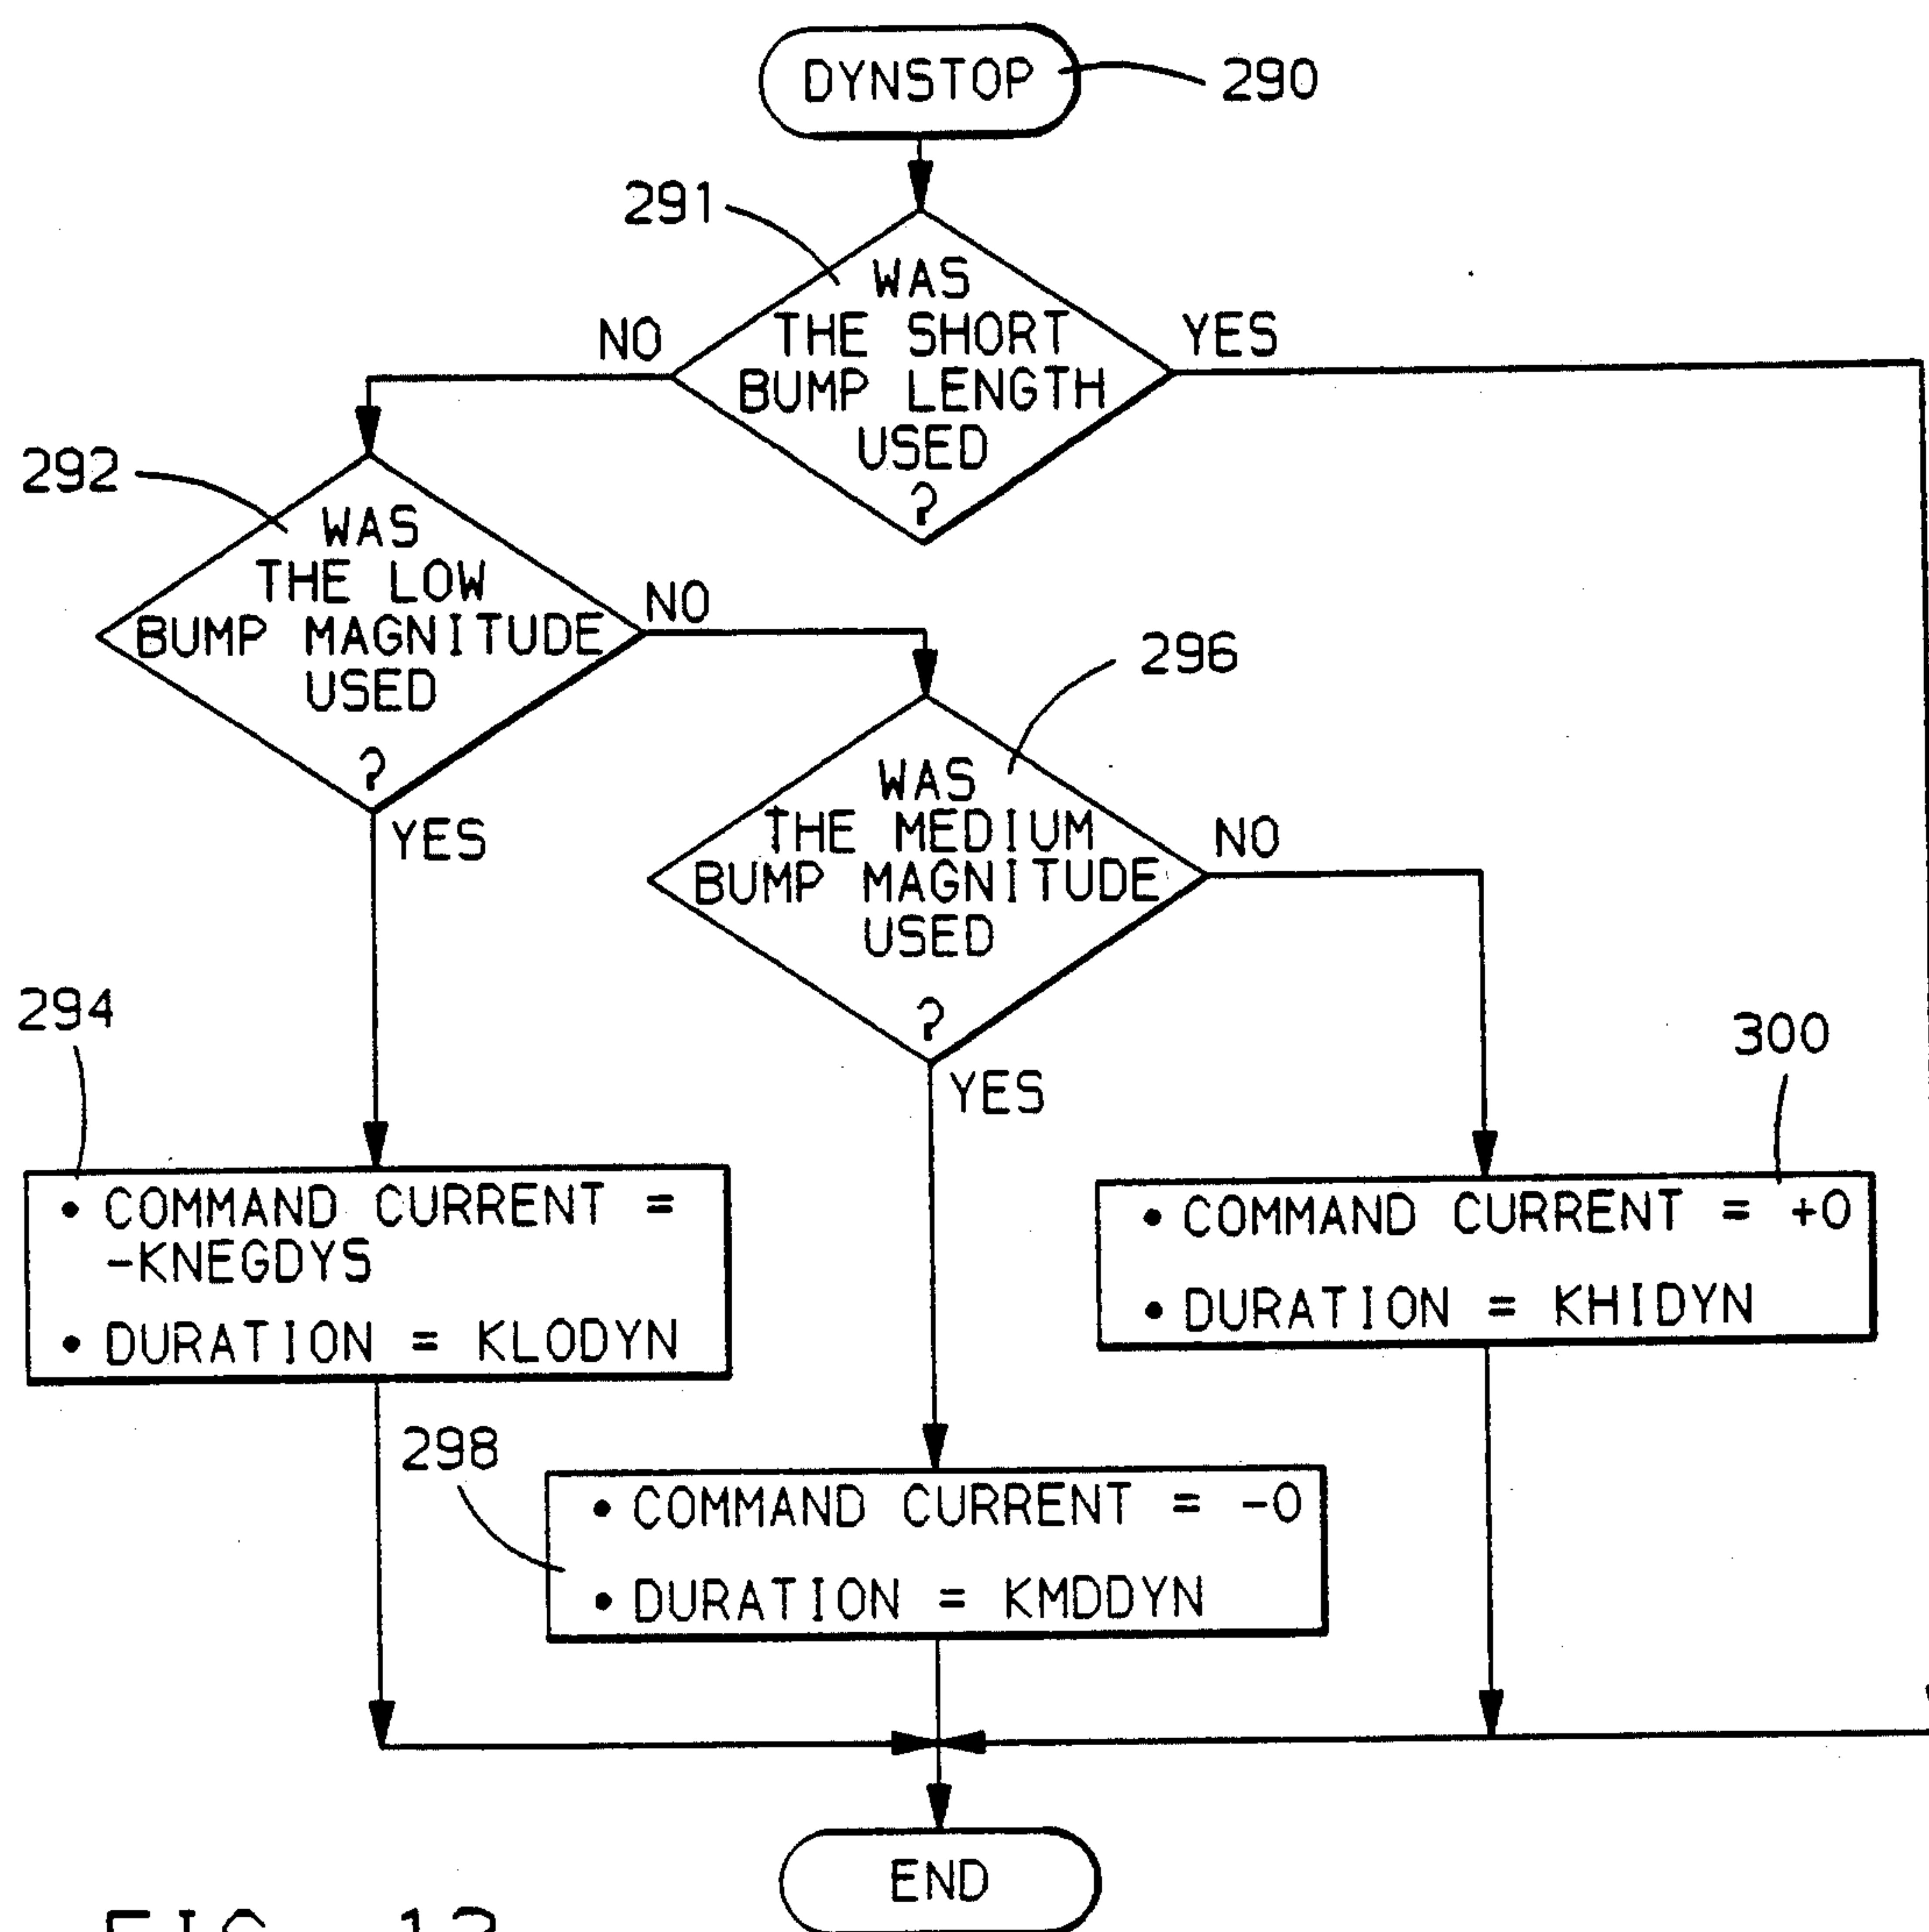 DYNSTOP
290
291
WAS
THE SHORT
BUMP LENGTH
USED
?
NO
YES
292
WAS
THE LOW
BUMP MAGNITUDE
USED
?
NO
YES
296
WAS
THE MEDIUM
BUMP MAGNITUDE
USED
?
NO
YES
294
• COMMAND CURRENT =
-KNEGDYS
• DURATION = KLODYN
300
• COMMAND CURRENT = +0
• DURATION = KHIDYN
298
• COMMAND CURRENT = -0
• DURATION = KMDDYN
END